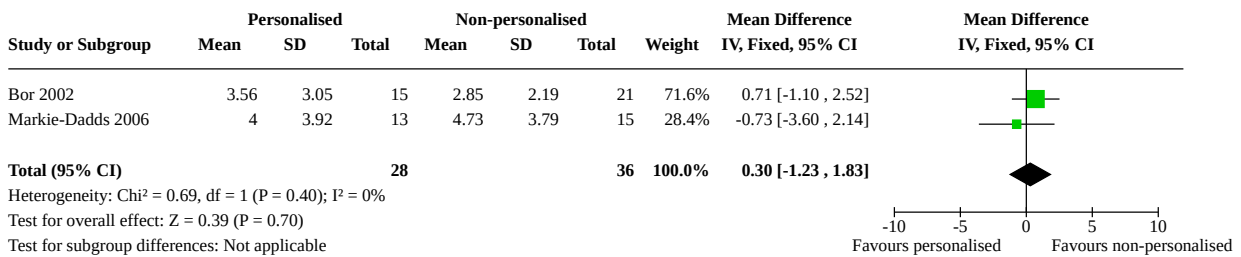 Personalised Non-personalised Mean Difference Mean Difference
Study or Subgroup Mean SD Total Mean SD Total Weight IV, Fixed, 95% CI IV, Fixed, 95% CI
Bor 2002 3.56 3.05 15 2.85 2.19 21 71.6% 0.71 [-1.10 , 2.52]
Markie-Dadds 2006 4 3.92 13 4.73 3.79 15 28.4% -0.73 [-3.60 , 2.14]
Total (95% CI) 28 36 100.0% 0.30 [-1.23 , 1.83]
Heterogeneity: Chi² = 0.69, df = 1 (P = 0.40); I² = 0%
Test for overall effect: Z = 0.39 (P = 0.70)
Test for subgroup differences: Not applicable
-10 -5 0 5 10
Favours personalised Favours non-personalised